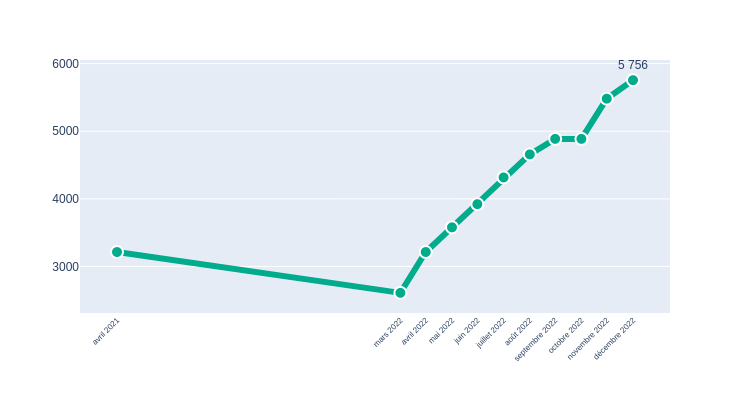 6000
5 756
5000
4000
3000
avril 2021
mars 2022
avril 2022
mai 2022
juin 2022
juillet 2022
août 2022
septembre 2022
octobre 2022
novembre 2022
décembre 2022